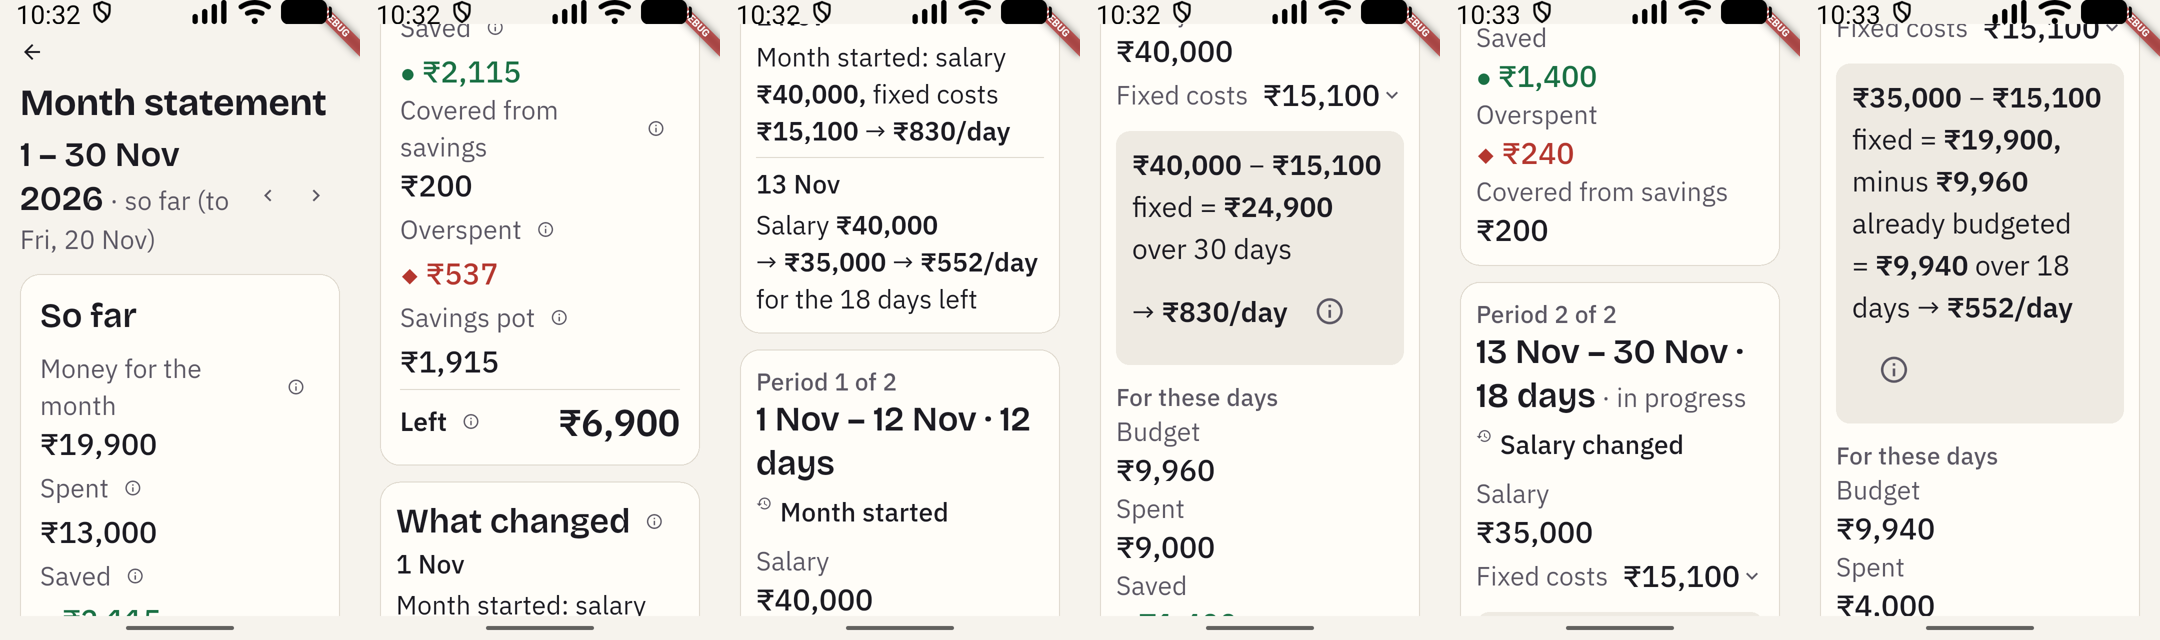 10:32
Month statement
1 – 30 Nov
2026 · so far (to
Fri, 20 Nov)
So far
Money for the
month
₹19,900
Spent
₹13,000
Saved
10:32
Saved
₹2,115
Covered from
savings
₹200
Overspent
₹537
Savings pot
₹1,915
Left ₹6,900
What changed
1 Nov
Month started: salary
10:32
Month started: salary
₹40,000, fixed costs
₹15,100 → ₹830/day
13 Nov
Salary ₹40,000
→ ₹35,000 → ₹552/day
for the 18 days left
Period 1 of 2
1 Nov – 12 Nov · 12
days
Month started
Salary
₹40,000
10:32
₹40,000
Fixed costs ₹15,100
₹40,000 – ₹15,100
fixed = ₹24,900
over 30 days
→ ₹830/day
For these days
Budget
₹9,960
Spent
₹9,000
Saved
10:33
Saved
₹1,400
Overspent
₹240
Covered from savings
₹200
Period 2 of 2
13 Nov – 30 Nov ·
18 days · in progress
Salary changed
Salary
₹35,000
Fixed costs ₹15,100
10:33
Fixed costs ₹15,100
₹35,000 – ₹15,100
fixed = ₹19,900,
minus ₹9,960
already budgeted
= ₹9,940 over 18
days → ₹552/day
For these days
Budget
₹9,940
Spent
₹4,000